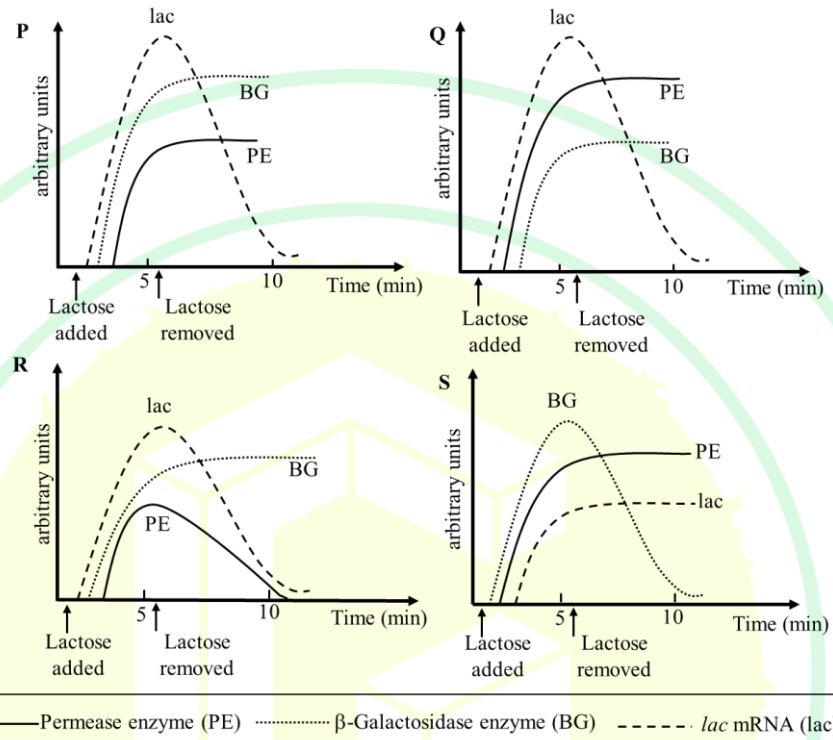 P
lac
BG
PE
arbitrary units
5
10
Time (min)
Lactose added
Lactose removed
Q
lac
PE
BG
arbitrary units
5
10
Time (min)
Lactose added
Lactose removed
R
lac
BG
PE
arbitrary units
5
10
Time (min)
Lactose added
Lactose removed
S
BG
PE
lac
arbitrary units
5
10
Time (min)
Lactose added
Lactose removed
Permease enzyme (PE) β-Galactosidase enzyme (BG) lac mRNA (lac